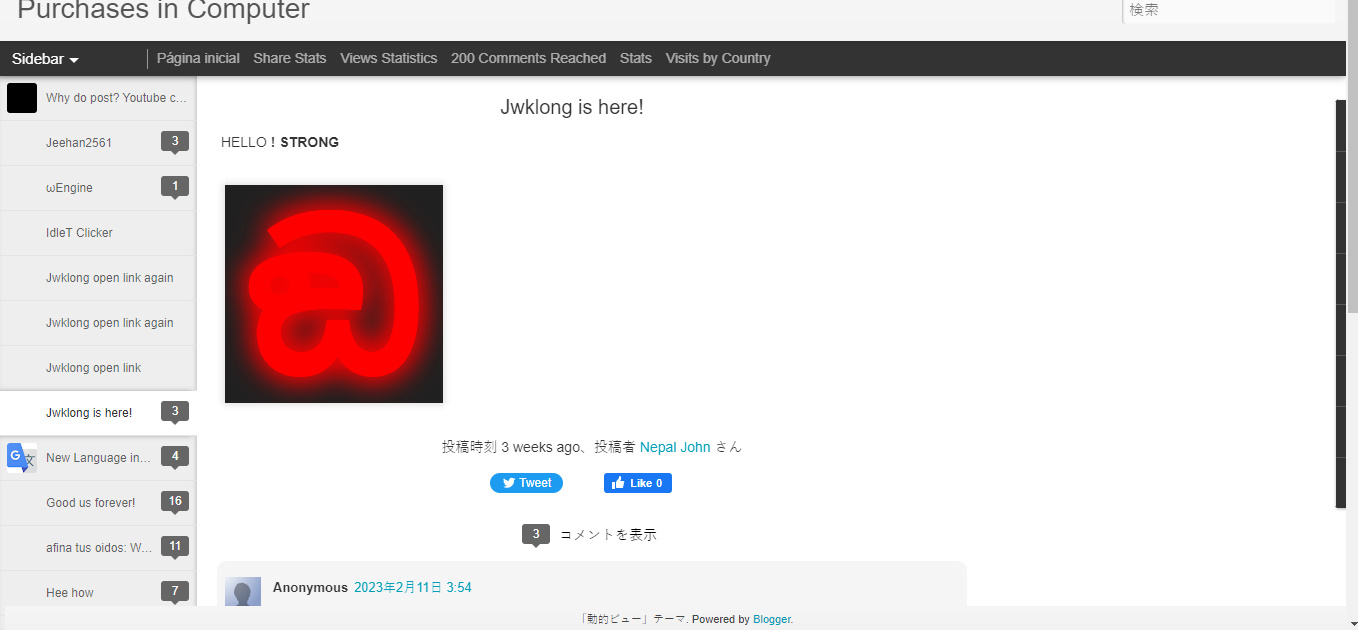 Purchases in Computer
検索
Sidebar
Página inicial Share Stats Views Statistics 200 Comments Reached Stats Visits by Country
Why do post? Youtube c...
Jeehan2561 3
ωEngine 1
IdleT Clicker
Jwklong open link again
Jwklong open link again
Jwklong open link
Jwklong is here! 3
New Language in... 4
Good us forever! 16
afina tus oidos: W... 11
Hee how 7
Jwklong is here!
HELLO ! STRONG
投稿時刻 3 weeks ago、投稿者 Nepal John さん
Tweet
Like 0
3 コメントを表示
Anonymous 2023年2月11日 3:54
「動的ビュー」テーマ. Powered by Blogger.